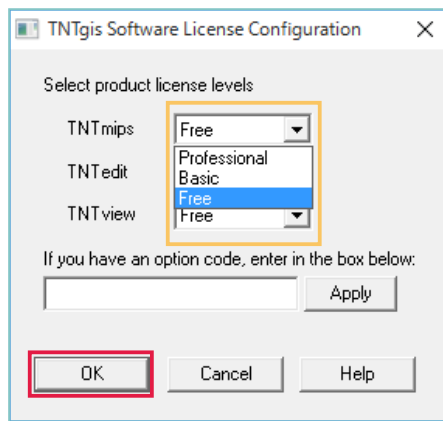 TNTgis Software License Configuration
Select product license levels
TNTmips Free
Professional
Basic
Free
TNTedit
TNTview Free
If you have an option code, enter in the box below:
Apply
OK Cancel Help